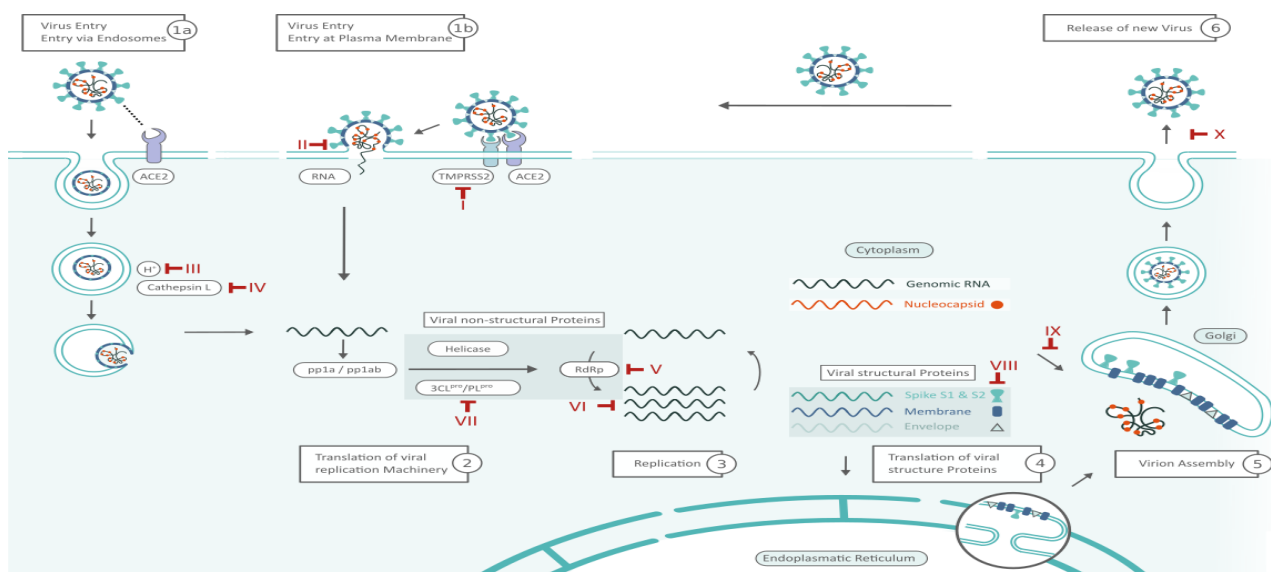 Virus Entry
Entry via Endosomes
1a
Virus Entry
Entry at Plasma Membrane
1b
Release of new Virus
6
II
X
ACE2
RNA
TMPRSS2
ACE2
I
H⁺
III
Cathepsin L
IV
Cytoplasm
Genomic RNA
Nucleocapsid
Viral non-structural Proteins
Helicase
pp1a / pp1ab
3CLᵖʳᵒ/PLᵖʳᵒ
RdRp
V
VI
VII
IX
Golgi
VIII
Viral structural Proteins
Spike S1 & S2
Membrane
Envelope
Translation of viral
replication Machinery
2
Replication
3
Translation of viral
structure Proteins
4
Virion Assembly
5
Endoplasmatic Reticulum